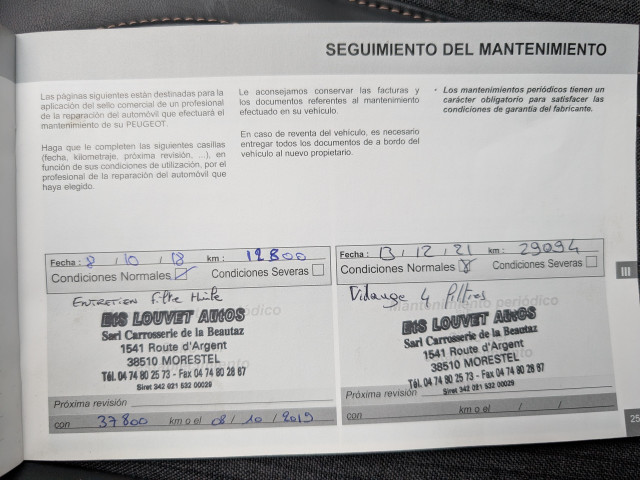 SEGUIMIENTO DEL MANTENIMIENTO
Las páginas siguientes están destinadas para la
aplicación del sello comercial de un profesional
de la reparación del automóvil que efectuará el
mantenimiento de su PEUGEOT.
Haga que le completen las siguientes casillas
(fecha, kilometraje, próxima revisión, ...), en
función de sus condiciones de utilización, por el
profesional de la reparación del automóvil que
haya elegido.
Le aconsejamos conservar las facturas y
los documentos referentes al mantenimiento
efectuado en su vehículo.
En caso de reventa del vehículo, es necesario
entregar todos los documentos de a bordo del
vehículo al nuevo propietario.
• Los mantenimientos periódicos tienen un
carácter obligatorio para satisfacer las
condiciones de garantía del fabricante.
Fecha : 8 / 10 / 18 km : 12800
Condiciones Normales Condiciones Severas
ENTRETIEN filtre Huile
Ets LOUVET AUTOS
Sarl Carrosserie de la Beautaz
1541 Route d'Argent
38510 MORESTEL
Tél. 04 74 80 25 73 - Fax 04 74 80 28 67
Siret 342 021 532 00029
Próxima revisión
con 37800 km o el 08 / 10 / 2019
Fecha : 13 / 12 / 21 km : 29094
Condiciones Normales Condiciones Severas
Vidange 4 filtres
Mantenimiento periódico
Ets LOUVET AUTOS
Sarl Carrosserie de la Beautaz
1541 Route d'Argent
38510 MORESTEL
Tél. 04 74 80 25 73 - Fax 04 74 80 28 67
Siret 342 021 532 00029
Próxima revisión
con km o el / /
III
25